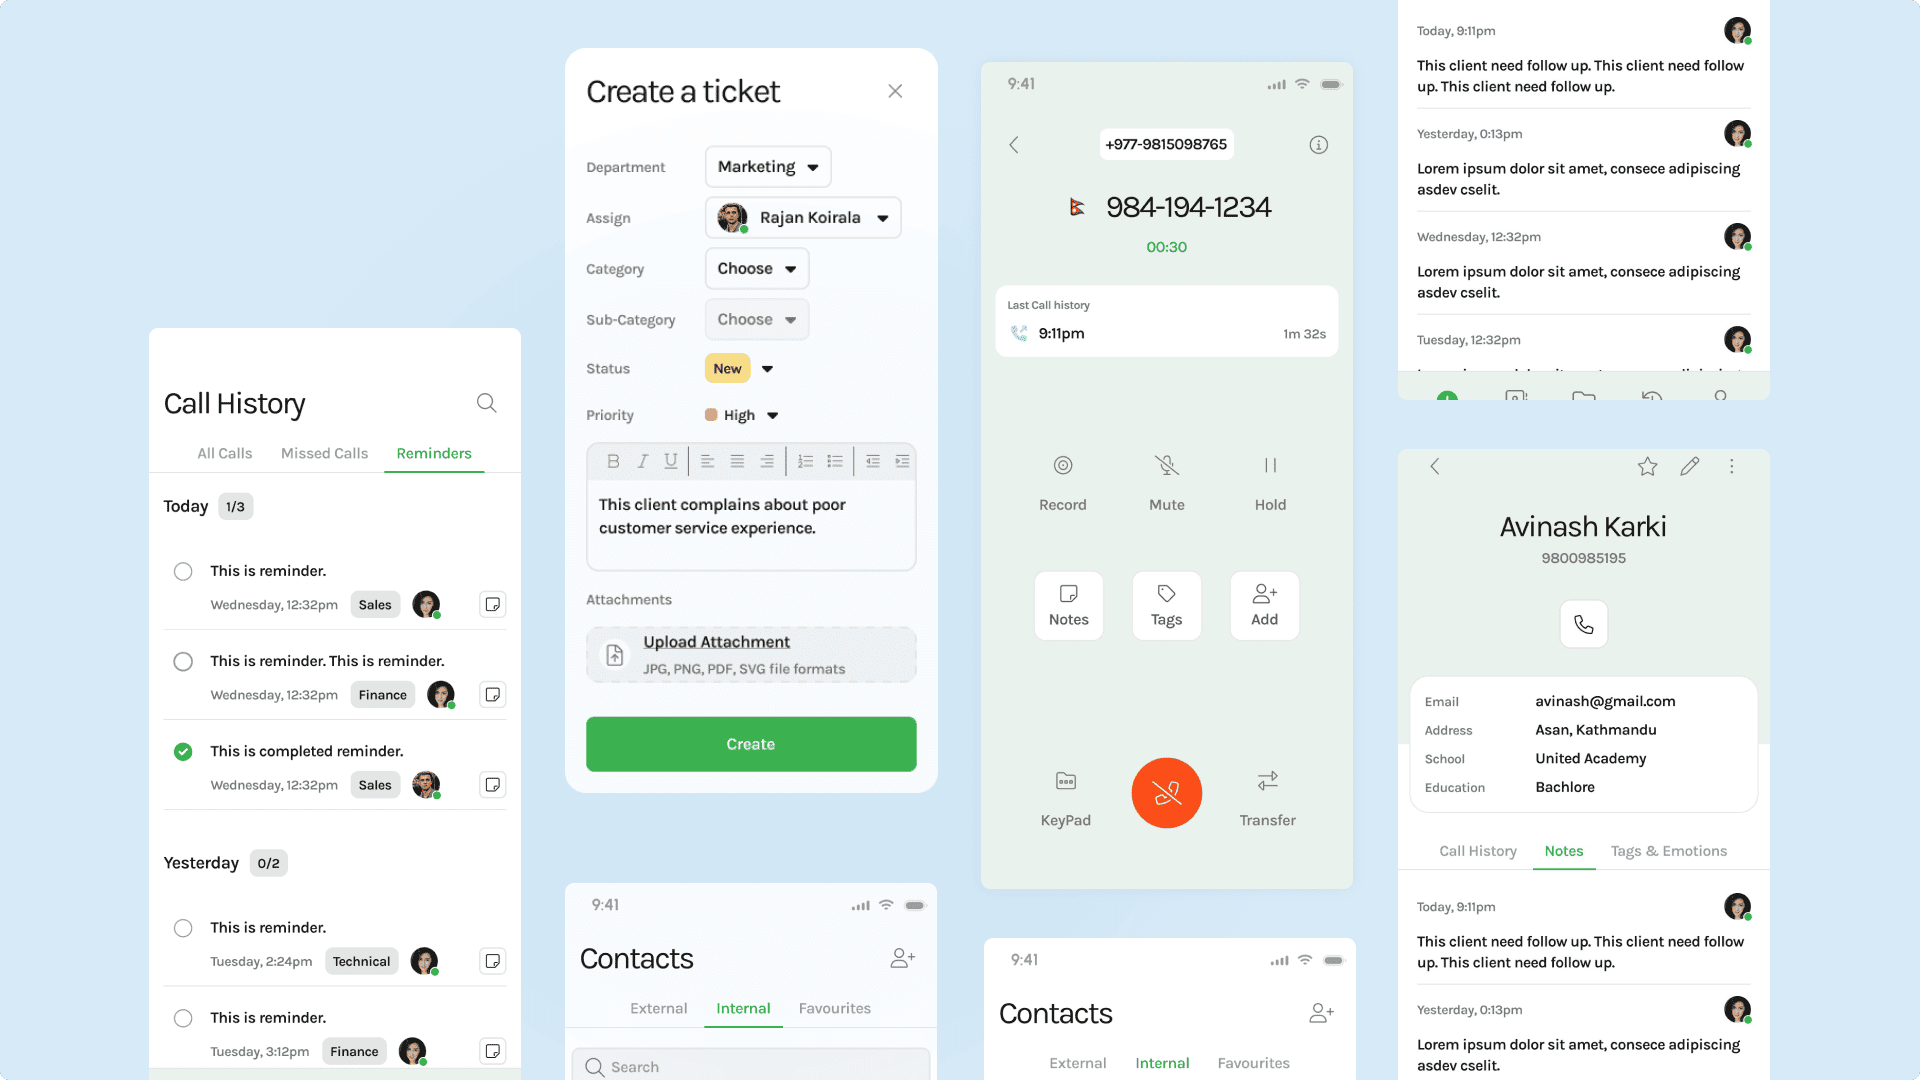 Call History
All Calls Missed Calls Reminders
Today 1/3
This is reminder.
Wednesday, 12:32pm Sales
This is reminder. This is reminder.
Wednesday, 12:32pm Finance
This is completed reminder.
Wednesday, 12:32pm Sales
Yesterday 0/2
This is reminder.
Tuesday, 2:24pm Technical
This is reminder.
Tuesday, 3:12pm Finance
Create a ticket
Department Marketing
Assign Rajan Koirala
Category Choose
Sub-Category Choose
Status New
Priority High
B I U
This client complains about poor
customer service experience.
Attachments
Upload Attachment
JPG, PNG, PDF, SVG file formats
Create
9:41
Contacts
External Internal Favourites
Search
9:41
+977-9815098765
984-194-1234
00:30
Last Call history
9:11pm 1m 32s
Record Mute Hold
Notes Tags Add
KeyPad Transfer
9:41
Contacts
External Internal Favourites
Today, 9:11pm
This client need follow up. This client need follow
up. This client need follow up.
Yesterday, 0:13pm
Lorem ipsum dolor sit amet, consece adipiscing
asdev cselit.
Wednesday, 12:32pm
Lorem ipsum dolor sit amet, consece adipiscing
asdev cselit.
Tuesday, 12:32pm
Avinash Karki
9800985195
Email avinash@gmail.com
Address Asan, Kathmandu
School United Academy
Education Bachlore
Call History Notes Tags & Emotions
Today, 9:11pm
This client need follow up. This client need follow
up. This client need follow up.
Yesterday, 0:13pm
Lorem ipsum dolor sit amet, consece adipiscing
asdev cselit.